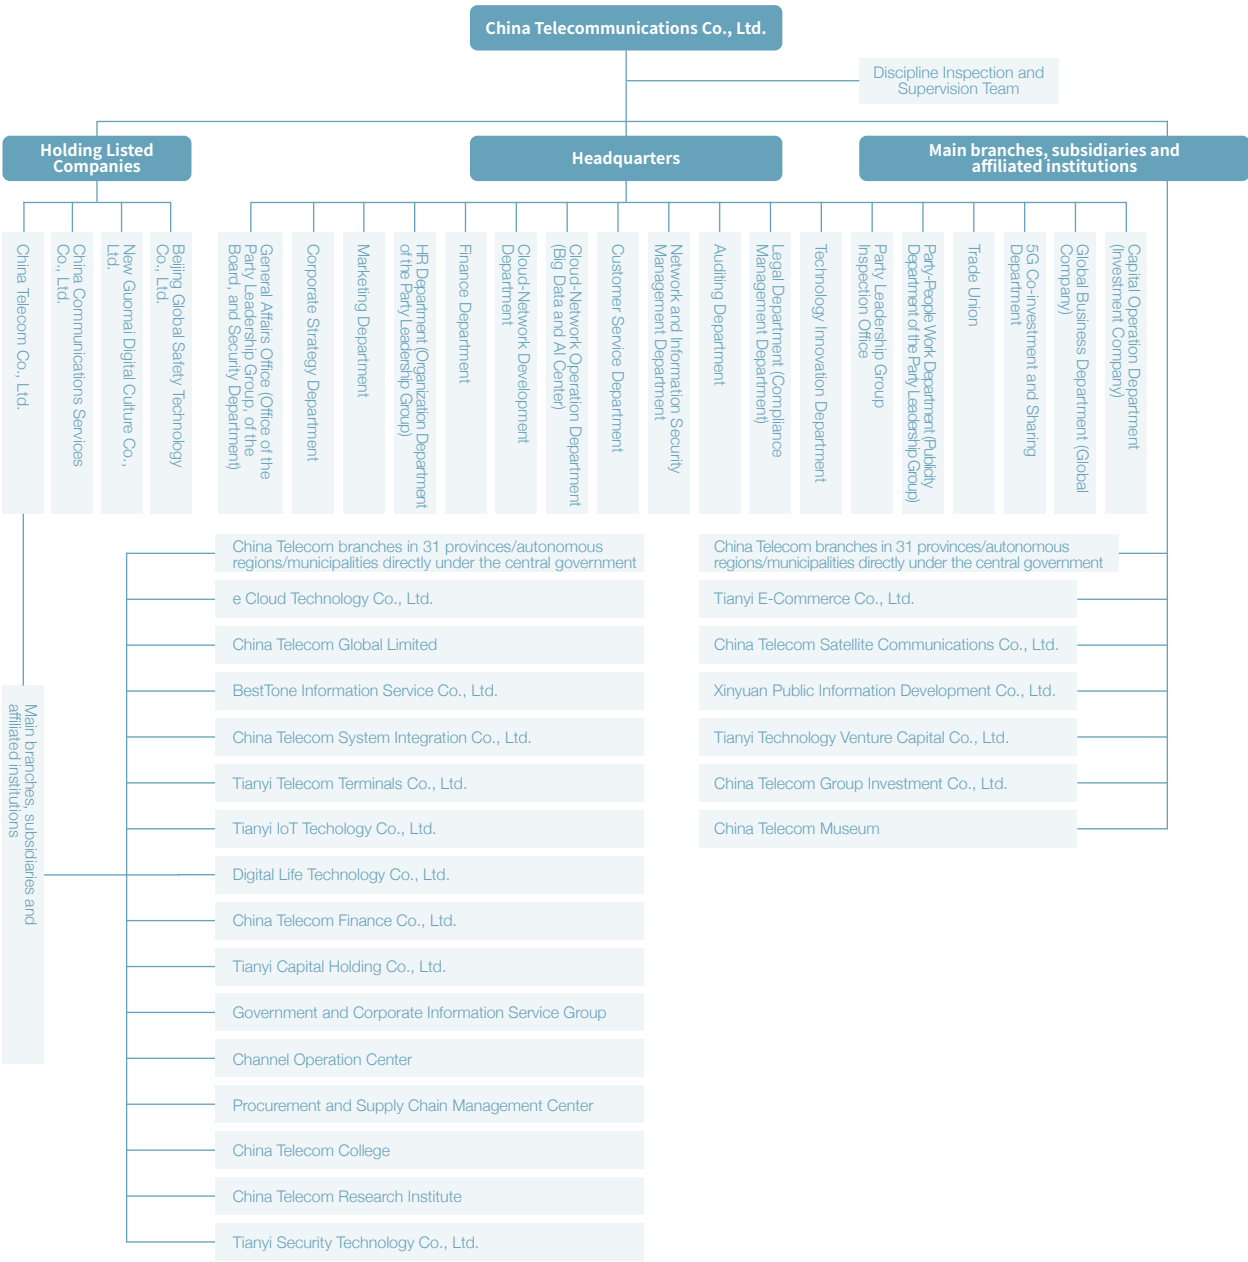 China Telecommunications Co., Ltd.
Discipline Inspection and
Supervision Team
Holding Listed
Companies
Headquarters
Main branches, subsidiaries and
affiliated institutions
China Telecom Co., Ltd.
China Communications Services
Co., Ltd.
New Guomai Digital Culture Co.,
Ltd.
Beijing Global Safety Technology
Co., Ltd.
General Affairs Office (Office of the
Party Leadership Group, of the
Board, and Security Department)
Corporate Strategy Department
Marketing Department
HR Department (Organization Department
of the Party Leadership Group)
Finance Department
Cloud-Network Development
Department
Cloud-Network Operation Department
(Big Data and AI Center)
Customer Service Department
Network and Information Security
Management Department
Auditing Department
Legal Department (Compliance
Management Department)
Technology Innovation Department
Party Leadership Group
Inspection Office
Party-People Work Department (Publicity
Department of the Party Leadership Group)
Trade Union
5G Co-investment and Sharing
Department
Global Business Department (Global
Company)
Capital Operation Department
(Investment Company)
Main branches, subsidiaries and
affiliated institutions
China Telecom branches in 31 provinces/autonomous
regions/municipalities directly under the central government
e Cloud Technology Co., Ltd.
China Telecom Global Limited
BestTone Information Service Co., Ltd.
China Telecom System Integration Co., Ltd.
Tianyi Telecom Terminals Co., Ltd.
Tianyi IoT Techology Co., Ltd.
Digital Life Technology Co., Ltd.
China Telecom Finance Co., Ltd.
Tianyi Capital Holding Co., Ltd.
Government and Corporate Information Service Group
Channel Operation Center
Procurement and Supply Chain Management Center
China Telecom College
China Telecom Research Institute
Tianyi Security Technology Co., Ltd.
China Telecom branches in 31 provinces/autonomous
regions/municipalities directly under the central government
Tianyi E-Commerce Co., Ltd.
China Telecom Satellite Communications Co., Ltd.
Xinyuan Public Information Development Co., Ltd.
Tianyi Technology Venture Capital Co., Ltd.
China Telecom Group Investment Co., Ltd.
China Telecom Museum